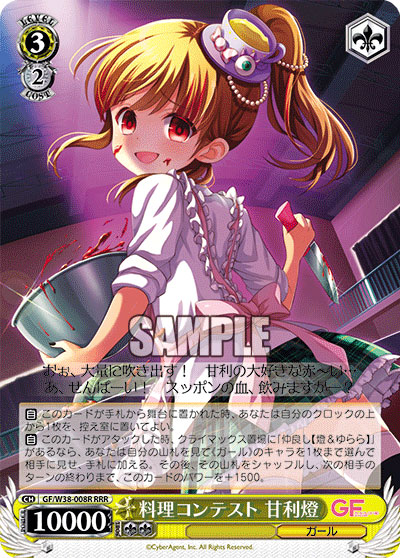 LEVEL
3
2
COST
SAMPLE
おぉ、大量に吹き出す！ 甘利の大好きな赤～い…
あ、せんぱーい!! スッポンの血、飲みますかー?
このカードが手札から舞台に置かれた時、あなたは自分のクロックの上
から1枚を、控え室に置いてよい。
このカードがアタックした時、クライマックス置場に「仲良し【燈＆ゆらら】」
があるなら、あなたは自分の山札を見て《ガール》のキャラを1枚まで選んで
相手に見せ、手札に加える。その後、その山札をシャッフルし、次の相手の
ターンの終わりまで、このカードのパワーを＋1500。
CH GF/W38-008R RRR
10000
料理コンテスト 甘利燈
GF
ガール
©CyberAgent, Inc. All Rights Reserved.